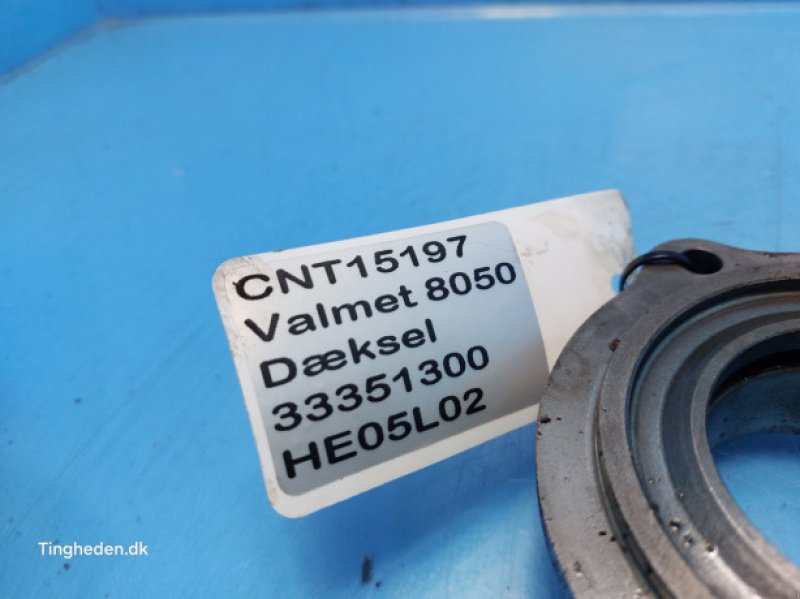 CNT15197
Valmet 8050
Dæksel
33351300
HE05L02
Tingheden.dk